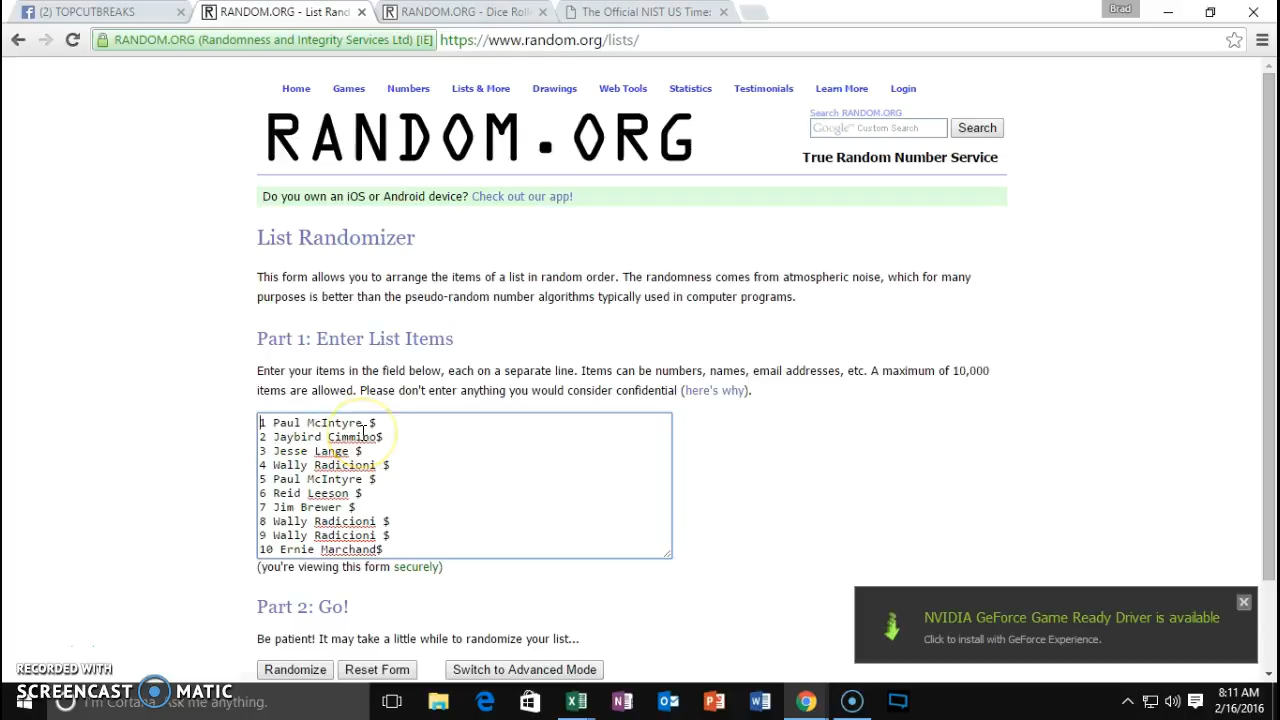 (2) TOPCUTBREAKS
RANDOM.ORG - List Rand
RANDOM.ORG - Dice Roll
The Official NIST US Time:
Brad
RANDOM.ORG (Randomness and Integrity Services Ltd) [IE]
https://www.random.org/lists/
Home Games Numbers Lists & More Drawings Web Tools Statistics Testimonials Learn More Login
RANDOM.ORG
Search RANDOM.ORG
Google™ Custom Search
Search
True Random Number Service
Do you own an iOS or Android device? Check out our app!
List Randomizer
This form allows you to arrange the items of a list in random order. The randomness comes from atmospheric noise, which for many
purposes is better than the pseudo-random number algorithms typically used in computer programs.
Part 1: Enter List Items
Enter your items in the field below, each on a separate line. Items can be numbers, names, email addresses, etc. A maximum of 10,000
items are allowed. Please don't enter anything you would consider confidential (here's why).
1 Paul McIntyre $
2 Jaybird Cimmino$
3 Jesse Lange $
4 Wally Radicioni $
5 Paul McIntyre $
6 Reid Leeson $
7 Jim Brewer $
8 Wally Radicioni $
9 Wally Radicioni $
10 Ernie Marchand$
(you're viewing this form securely)
Part 2: Go!
Be patient! It may take a little while to randomize your list...
Randomize Reset Form Switch to Advanced Mode
NVIDIA GeForce Game Ready Driver is available
Click to install with GeForce Experience.
RECORDED WITH
SCREENCAST MATIC
I'm Cortana. Ask me anything.
8:11 AM
2/16/2016